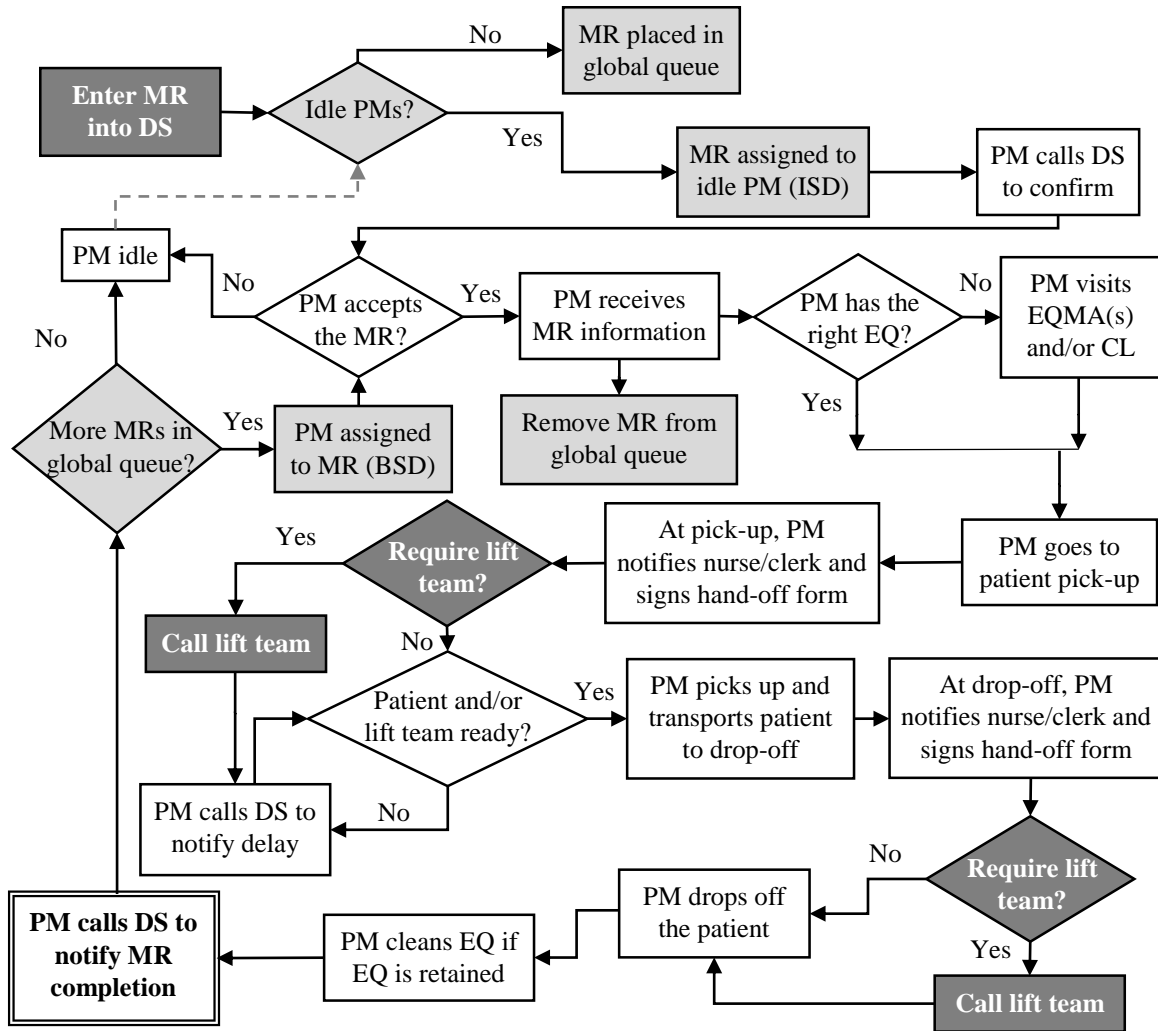 No
MR placed in
global queue
Enter MR
into DS
Idle PMs?
Yes
MR assigned to
idle PM (ISD)
PM calls DS
to confirm
PM idle
No
PM accepts
the MR?
Yes
PM receives
MR information
PM has the
right EQ?
No
PM visits
EQMA(s)
and/or CL
No
Yes
More MRs in
global queue?
Yes
PM assigned
to MR (BSD)
Remove MR from
global queue
Yes
Require lift
team?
At pick-up, PM
notifies nurse/clerk and
signs hand-off form
PM goes to
patient pick-up
Call lift team
No
Patient and/or
lift team ready?
Yes
PM picks up and
transports patient
to drop-off
At drop-off, PM
notifies nurse/clerk and
signs hand-off form
PM calls DS to
notify delay
No
No
Require lift
team?
PM calls DS to
notify MR
completion
PM cleans EQ if
EQ is retained
PM drops off
the patient
Yes
Call lift team